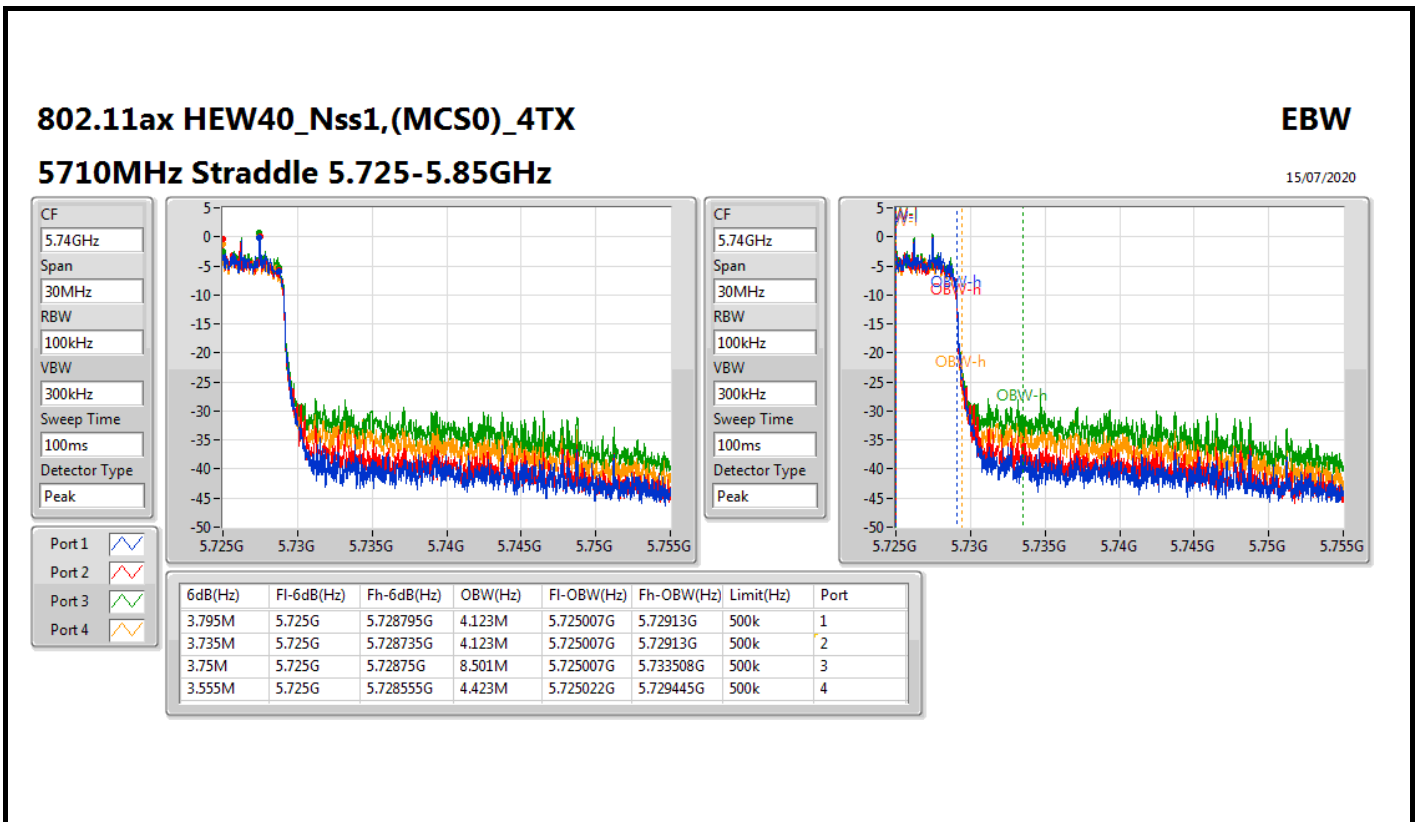 802.11ax HEW40_Nss1,(MCS0)_4TX
EBW
5710MHz Straddle 5.725-5.85GHz
15/07/2020
CF
5.74GHz
Span
30MHz
RBW
100kHz
VBW
300kHz
Sweep Time
100ms
Detector Type
Peak
5
0
-5
-10
-15
-20
-25
-30
-35
-40
-45
-50
5.725G 5.73G 5.735G 5.74G 5.745G 5.75G 5.755G
CF
5.74GHz
Span
30MHz
RBW
100kHz
VBW
300kHz
Sweep Time
100ms
Detector Type
Peak
5
0
-5
-10
-15
-20
-25
-30
-35
-40
-45
-50
OBW-h
OBW-h
OBW-h
OBW-h
5.725G 5.73G 5.735G 5.74G 5.745G 5.75G 5.755G
Port 1
Port 2
Port 3
Port 4
6dB(Hz) Fl-6dB(Hz) Fh-6dB(Hz) OBW(Hz) Fl-OBW(Hz) Fh-OBW(Hz) Limit(Hz) Port
3.795M 5.725G 5.728795G 4.123M 5.725007G 5.72913G 500k 1
3.735M 5.725G 5.728735G 4.123M 5.725007G 5.72913G 500k 2
3.75M 5.725G 5.72875G 8.501M 5.725007G 5.733508G 500k 3
3.555M 5.725G 5.728555G 4.423M 5.725022G 5.729445G 500k 4